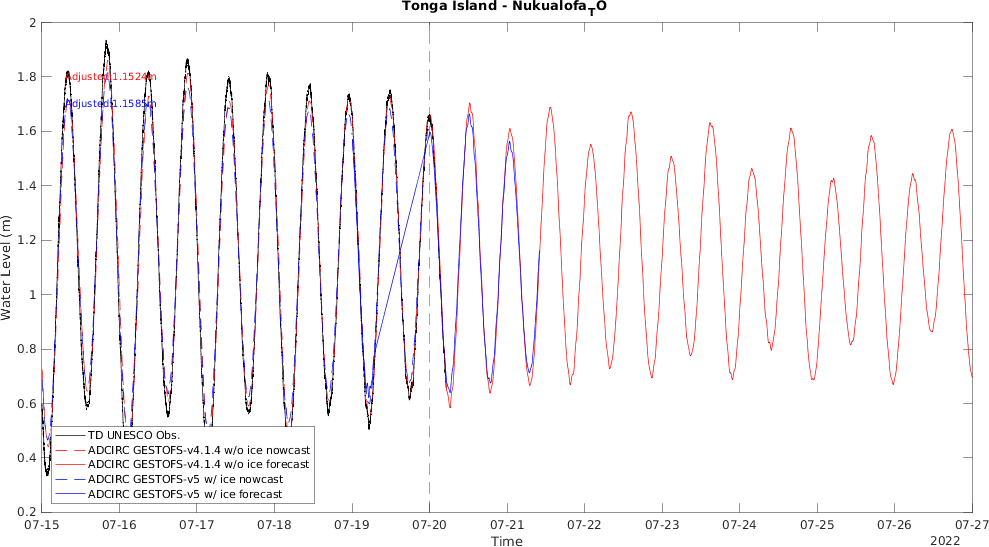 Tonga Island - Nukualofa_TO
2
1.8
1.6
1.4
1.2
1
0.8
0.6
0.4
0.2
Water Level (m)
Adjusted 1.1524m
Adjusted 1.1585m
TD UNESCO Obs.
ADCIRC GESTOFS-v4.1.4 w/o ice nowcast
ADCIRC GESTOFS-v4.1.4 w/o ice forecast
ADCIRC GESTOFS-v5 w/ ice nowcast
ADCIRC GESTOFS-v5 w/ ice forecast
07-15 07-16 07-17 07-18 07-19 07-20 07-21 07-22 07-23 07-24 07-25 07-26 07-27
Time
2022